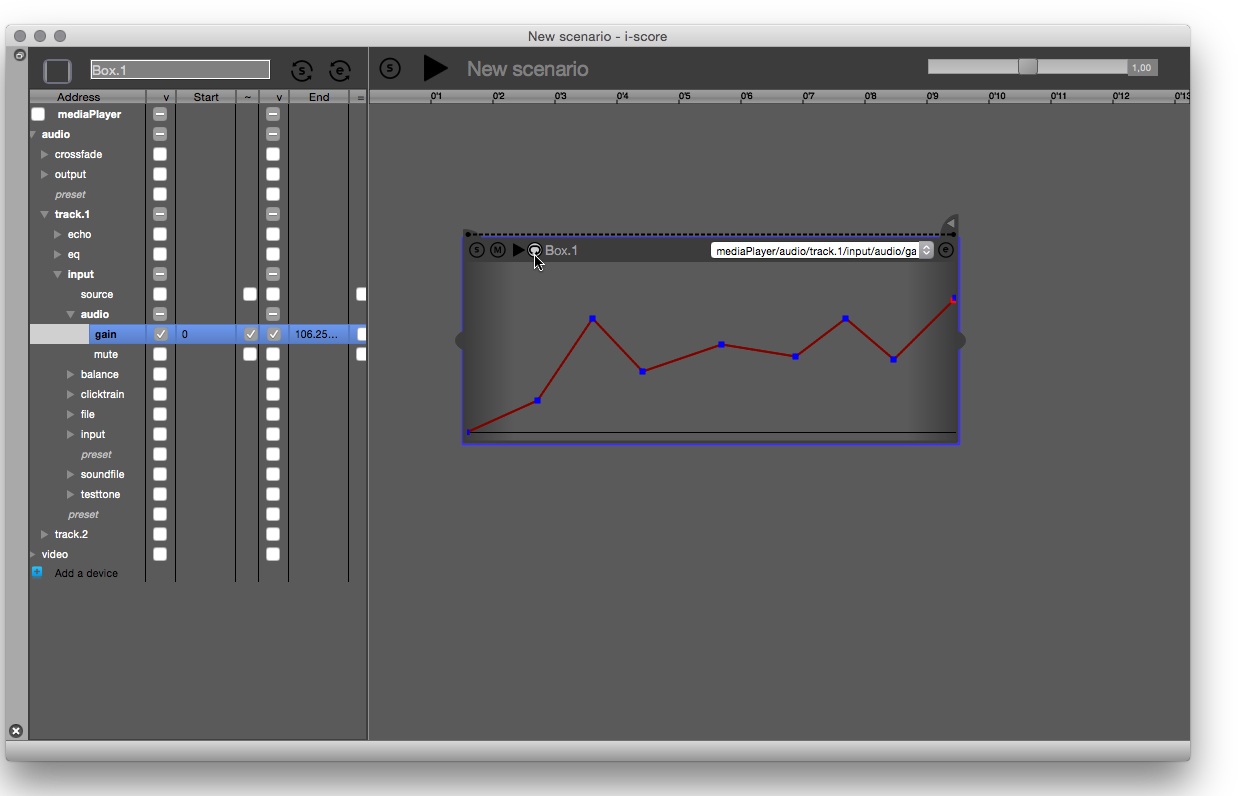 New scenario - i-score
Box.1
S
e
S
New scenario
1,00
Address v Start ~ v End =
0'1 0'2 0'3 0'4 0'5 0'6 0'7 0'8 0'9 0'10 0'11 0'12 0'13
mediaPlayer
audio
crossfade
output
preset
track.1
echo
eq
input
source
audio
gain 0 106.25...
mute
balance
clicktrain
file
input
preset
soundfile
testtone
preset
track.2
video
Add a device
S M Box.1 mediaPlayer/audio/track.1/input/audio/ga e